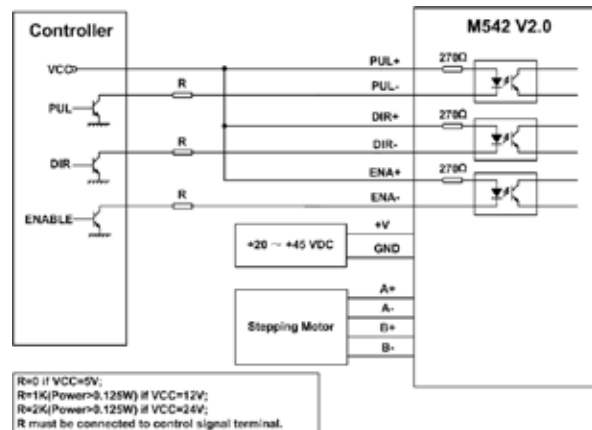 Controller
M542 V2.0
VCC
PUL+
270Ω
R
PUL
PUL-
DIR+
270Ω
R
DIR
DIR-
ENA+
270Ω
R
ENABLE
ENA-
+V
+20 ~ +45 VDC
GND
A+
A-
Stepping Motor
B+
B-
R=0 if VCC=5V;
R=1K(Power>0.125W) if VCC=12V;
R=2K(Power>0.125W) if VCC=24V;
R must be connected to control signal terminal.